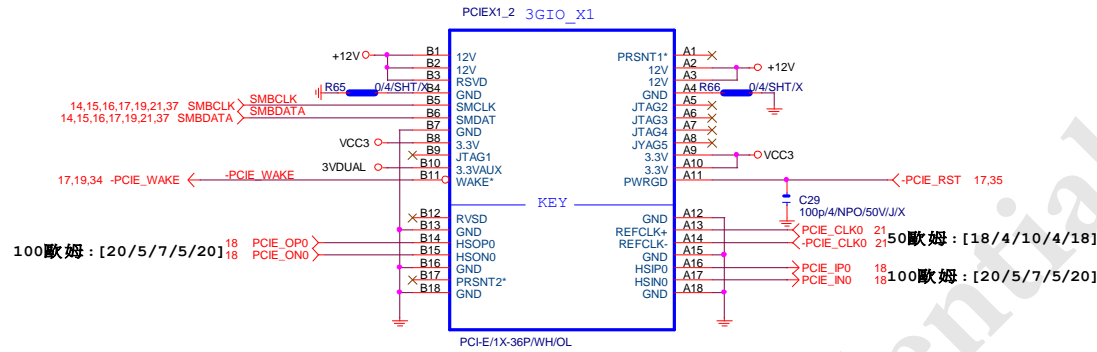 PCIEX1_2 3GIO_X1
+12V B1 12V PRSNT1* A1
B2 12V 12V A2 +12V
B3 RSVD 12V A3
R65 0/4/SHT/X B4 GND GND A4 R66 0/4/SHT/X
14,15,16,17,19,21,37 SMBCLK SMBCLK B5 SMCLK JTAG2 A5
14,15,16,17,19,21,37 SMBDATA SMBDATA B6 SMDAT JTAG3 A6
B7 GND JTAG4 A7
VCC3 B8 3.3V JYAG5 A8
B9 JTAG1 3.3V A9 VCC3
3VDUAL B10 3.3VAUX 3.3V A10
17,19,34 -PCIE_WAKE -PCIE_WAKE B11 WAKE* PWRGD A11 -PCIE_RST 17,35
C29
100p/4/NPO/50V/J/X
KEY
B12 RVSD GND A12
B13 GND REFCLK+ A13 PCIE_CLK0 21
18 PCIE_OP0 B14 HSOP0 REFCLK- A14 -PCIE_CLK0 21 50歐姆:[18/4/10/4/18]
100歐姆:[20/5/7/5/20] 18 PCIE_ON0 B15 HSON0 GND A15
B16 GND HSIP0 A16 PCIE_IP0 18
B17 PRSNT2* HSIN0 A17 PCIE_IN0 18 100歐姆:[20/5/7/5/20]
B18 GND GND A18
PCI-E/1X-36P/WH/OL
ential